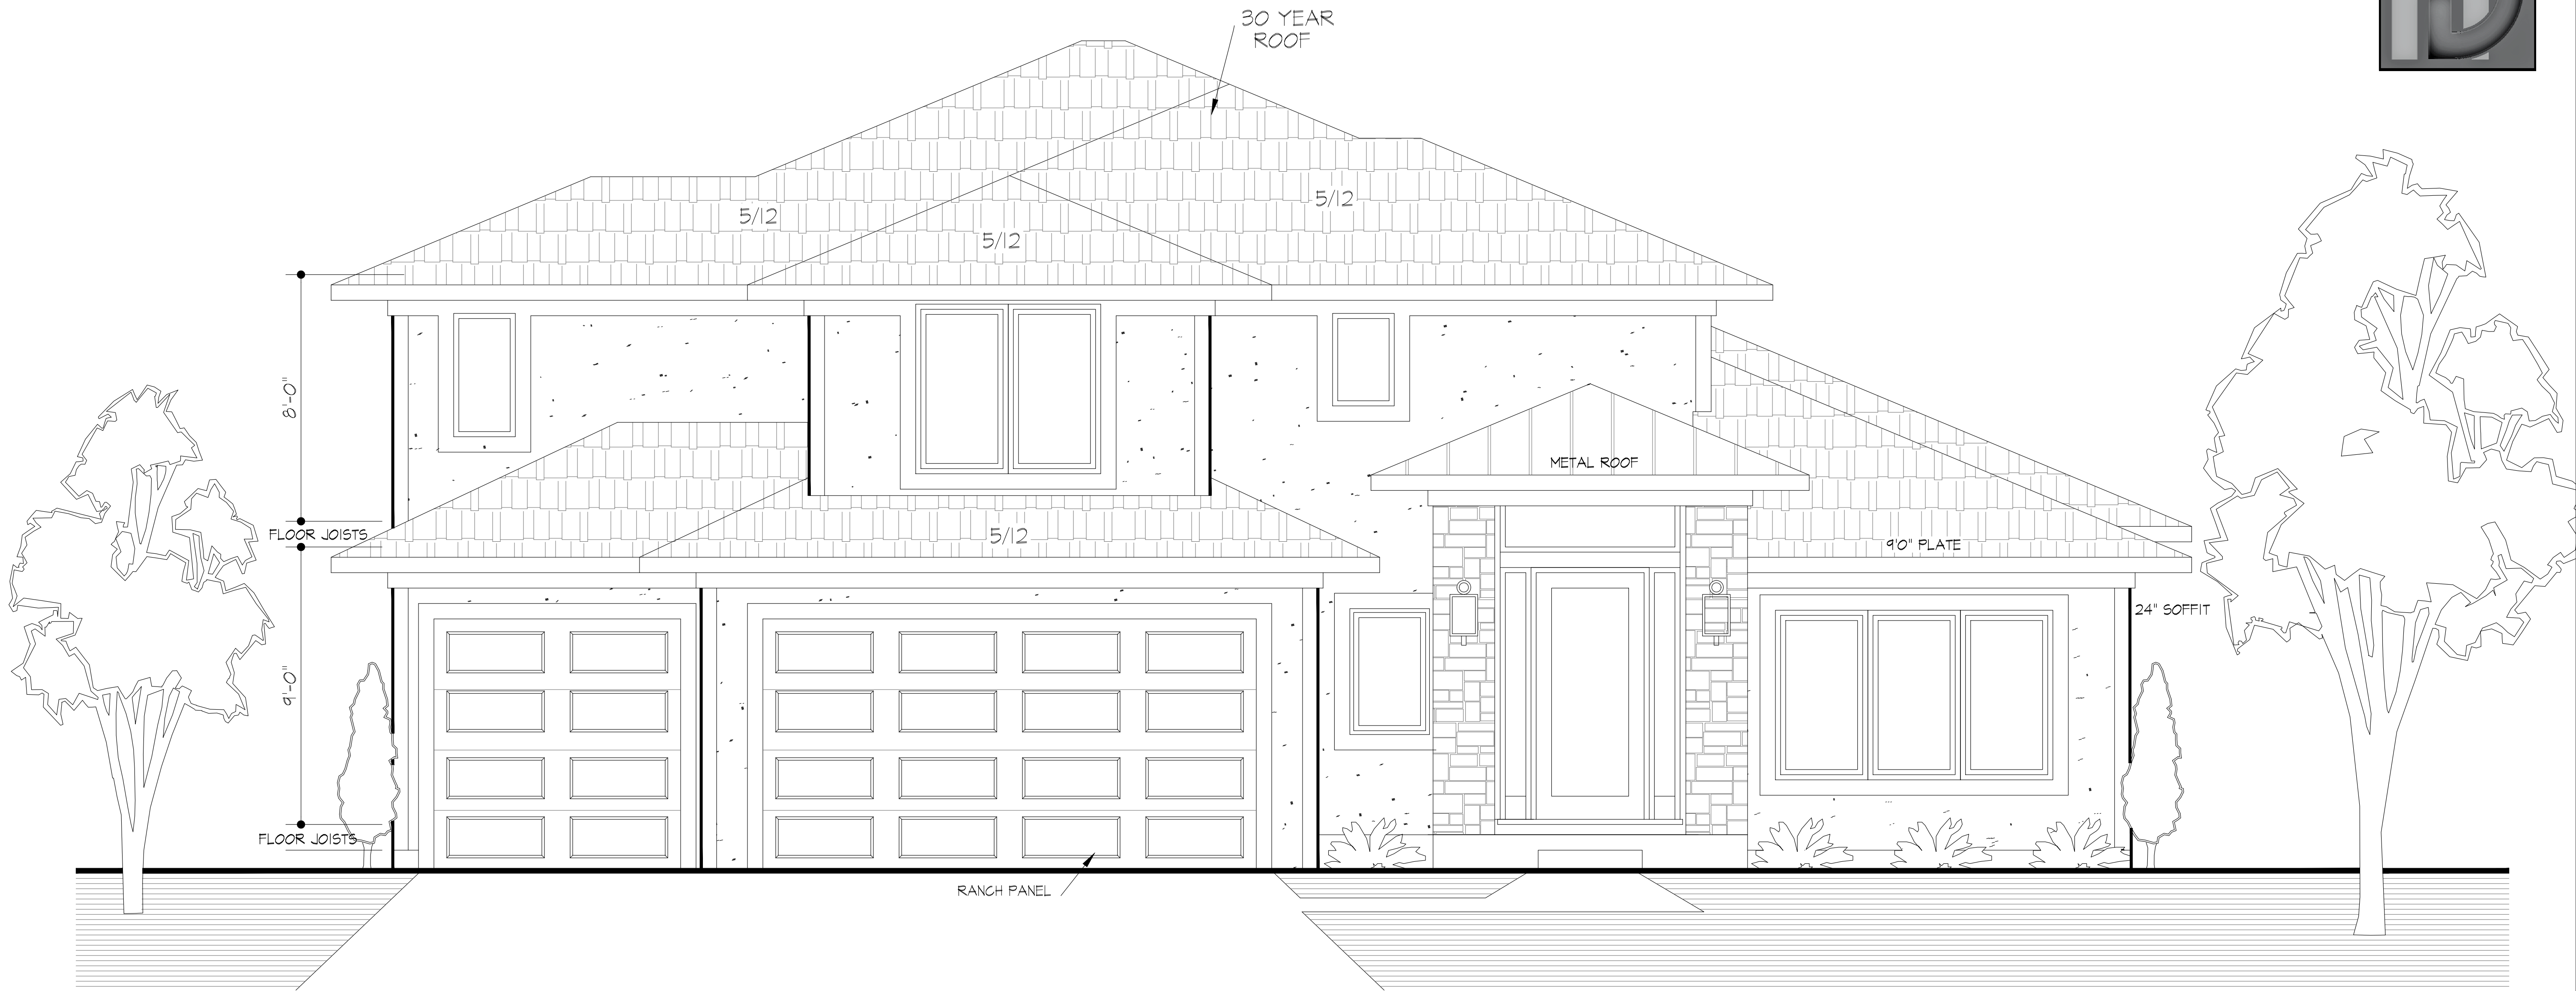 30 YEAR
ROOF
5/12
5/12
5/12
8'-0"
METAL ROOF
FLOOR JOISTS
5/12
9'0" PLATE
24" SOFFIT
9'-0"
FLOOR JOISTS
RANCH PANEL